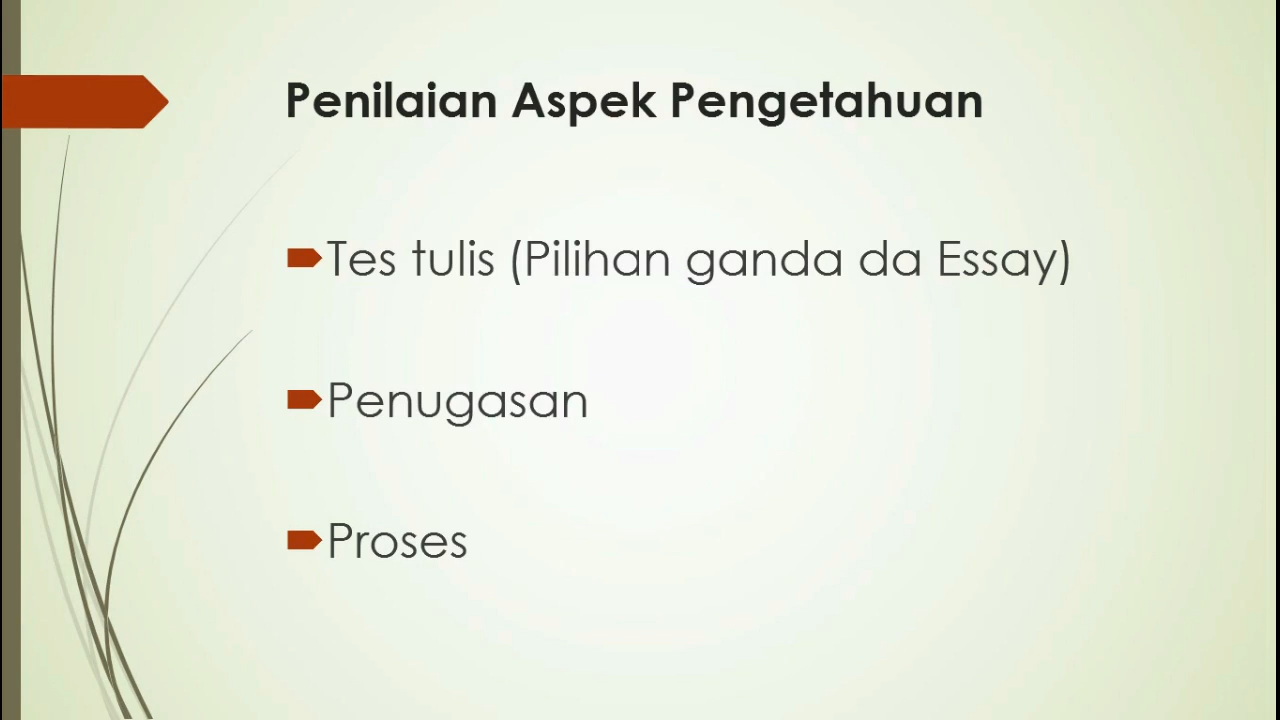 Penilaian Aspek Pengetahuan
Tes tulis (Pilihan ganda da Essay)
Penugasan
Proses